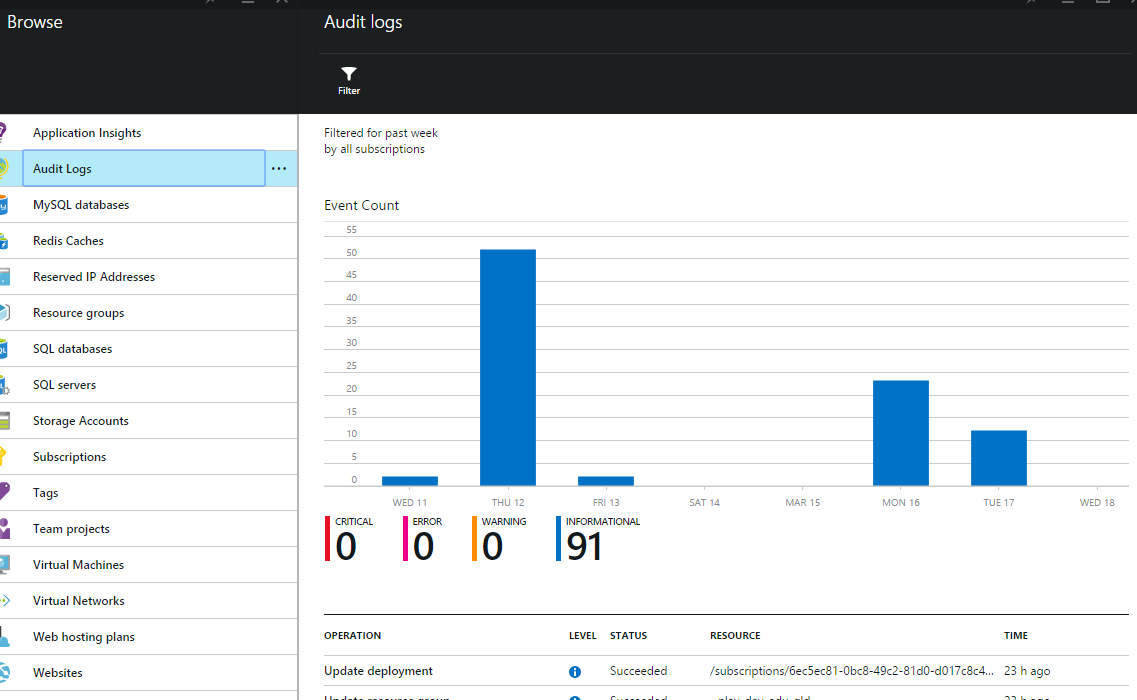 Browse
Audit logs
Filter
Application Insights
Audit Logs
...
MySQL databases
Redis Caches
Reserved IP Addresses
Resource groups
SQL databases
SQL servers
Storage Accounts
Subscriptions
Tags
Team projects
Virtual Machines
Virtual Networks
Web hosting plans
Websites
Filtered for past week
by all subscriptions
Event Count
55
50
45
40
35
30
25
20
15
10
5
0
WED 11 THU 12 FRI 13 SAT 14 MAR 15 MON 16 TUE 17 WED 18
CRITICAL ERROR WARNING INFORMATIONAL
0 0 0 91
OPERATION LEVEL STATUS RESOURCE TIME
Update deployment Succeeded /subscriptions/6ec5ec81-0bc8-49c2-81d0-d017c8c4... 23 h ago